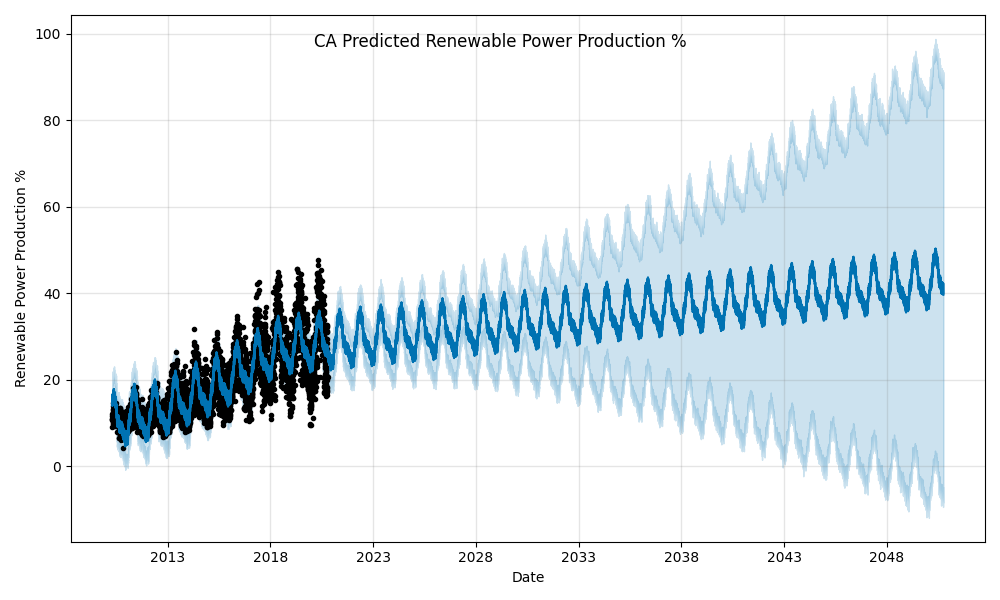 CA Predicted Renewable Power Production %
Renewable Power Production %
100
80
60
40
20
0
2013 2018 2023 2028 2033 2038 2043 2048
Date